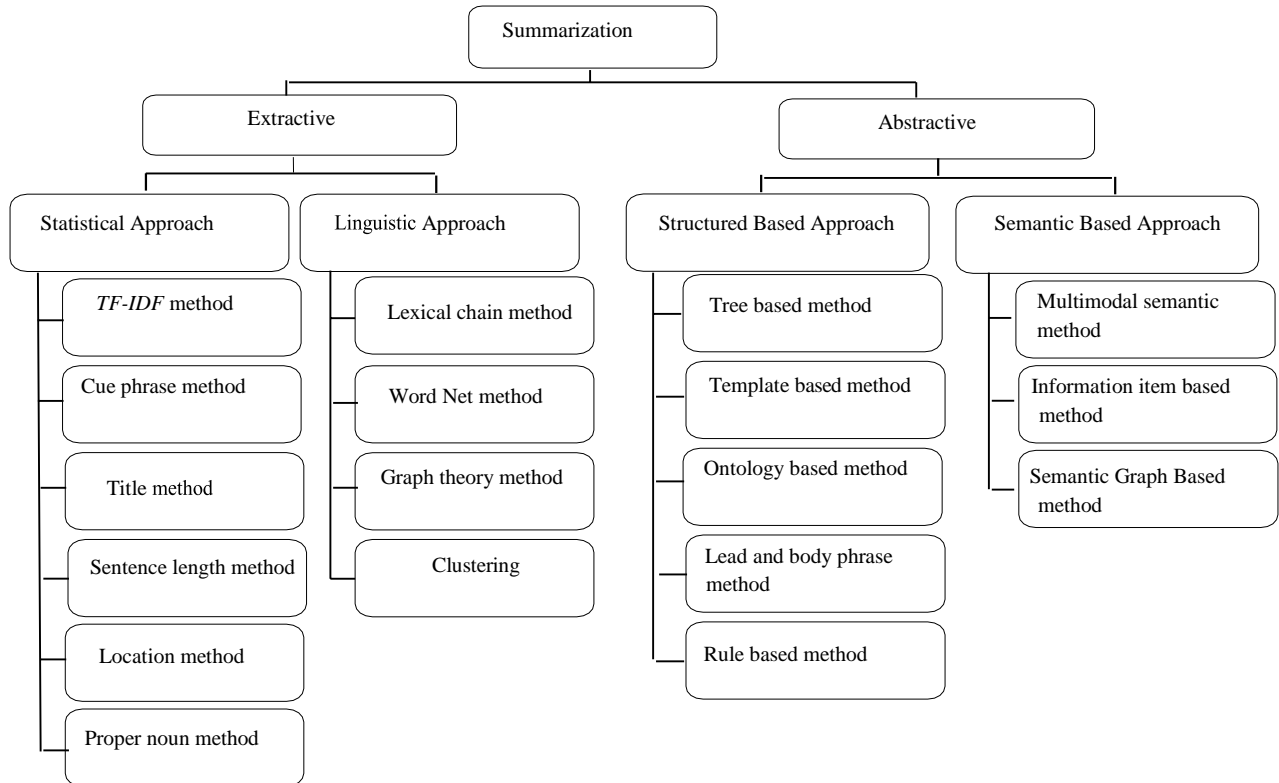 Summarization
Extractive
Abstractive
Statistical Approach
TF-IDF method
Cue phrase method
Title method
Sentence length method
Location method
Proper noun method
Linguistic Approach
Lexical chain method
Word Net method
Graph theory method
Clustering
Structured Based Approach
Tree based method
Template based method
Ontology based method
Lead and body phrase
method
Rule based method
Semantic Based Approach
Multimodal semantic
method
Information item based
method
Semantic Graph Based
method